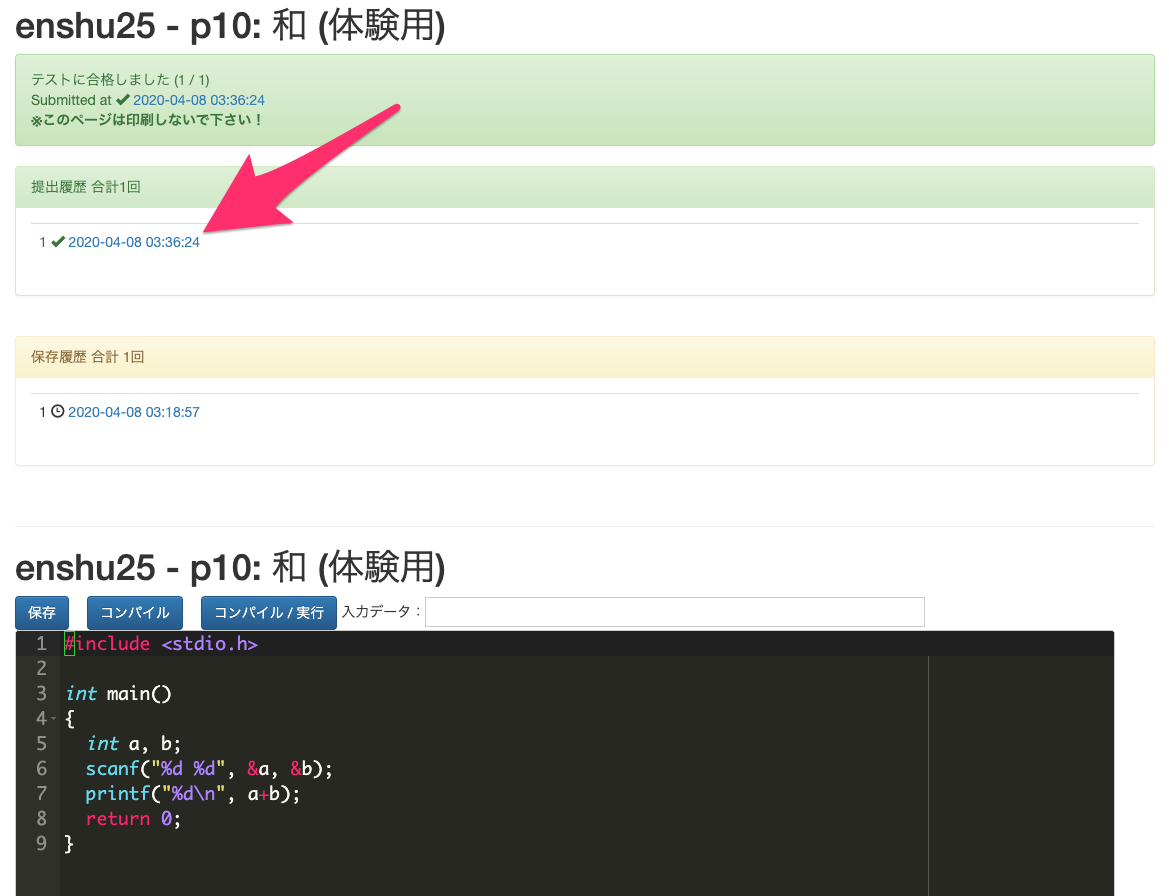 enshu25 - p10: 和 (体験用)
テストに合格しました (1 / 1)
Submitted at 2020-04-08 03:36:24
※このページは印刷しないで下さい！
提出履歴 合計1回
1 2020-04-08 03:36:24
保存履歴 合計 1回
1 2020-04-08 03:18:57
enshu25 - p10: 和 (体験用)
保存 コンパイル コンパイル / 実行 入力データ：
1 #include <stdio.h>
2
3 int main()
4 {
5   int a, b;
6   scanf("%d %d", &a, &b);
7   printf("%d\n", a+b);
8   return 0;
9 }